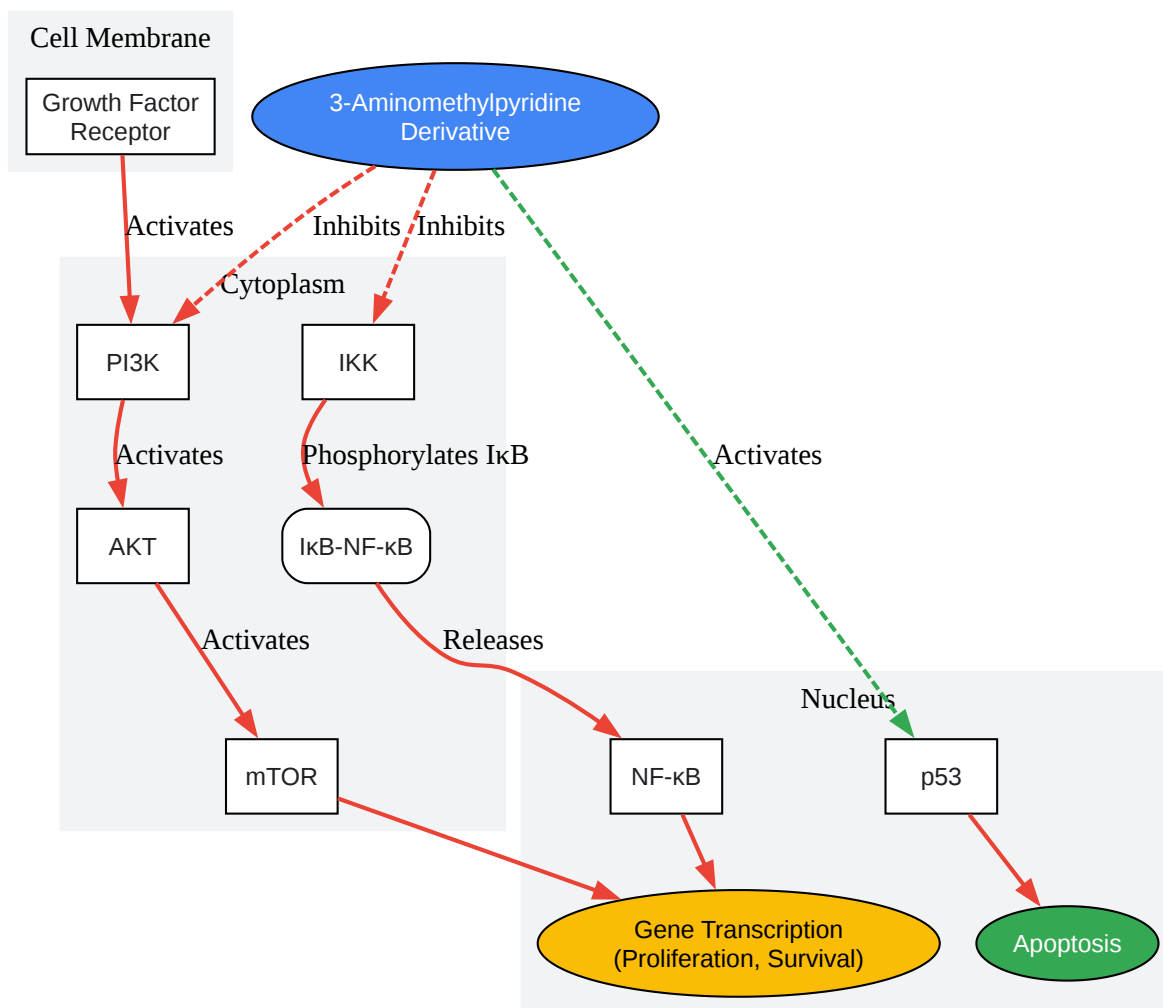 Cell Membrane
Growth Factor
Receptor
3-Aminomethylpyridine
Derivative
Activates
Inhibits
Inhibits
Cytoplasm
PI3K
IKK
Activates
Phosphorylates IκB
Activates
AKT
IκB-NF-κB
Activates
Releases
Nucleus
mTOR
NF-κB
p53
Gene Transcription
(Proliferation, Survival)
Apoptosis